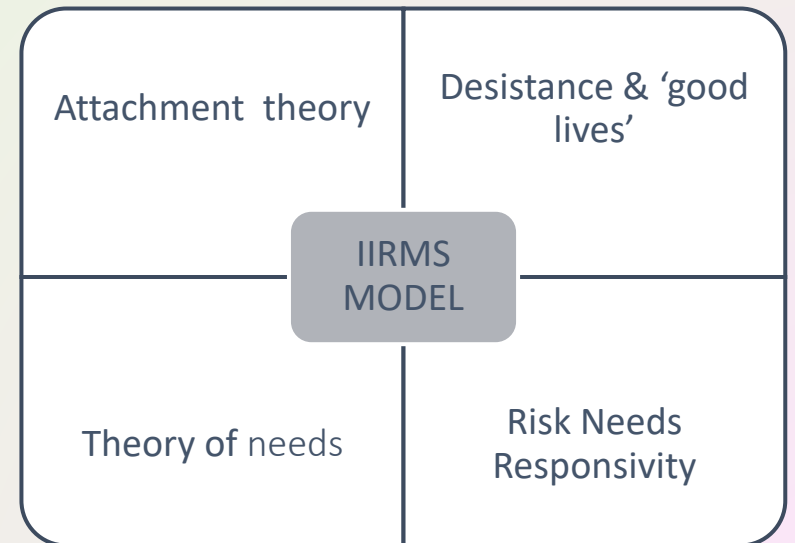 Attachment  theory
Desistance & ‘good
lives’
IIRMS
MODEL
Theory of needs
Risk Needs
Responsivity